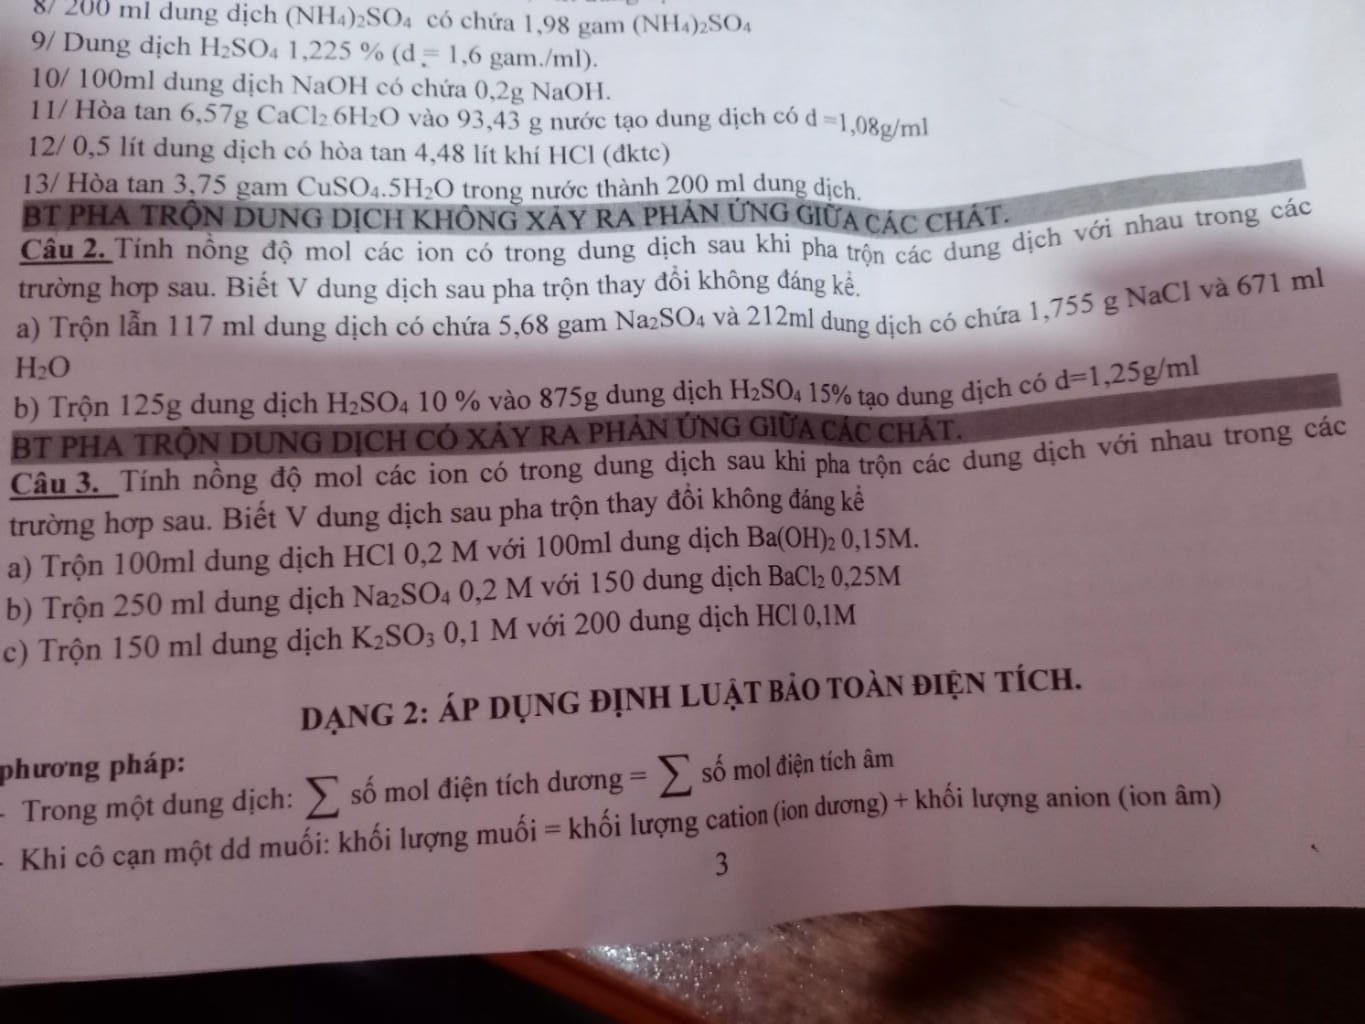 8/ 200 ml dung dịch (NH₄)₂SO₄ có chứa 1,98 gam (NH₄)₂SO₄
9/ Dung dịch H₂SO₄ 1,225 % (d = 1,6 gam./ml).
10/ 100ml dung dịch NaOH có chứa 0,2g NaOH.
11/ Hòa tan 6,57g CaCl₂.6H₂O vào 93,43 g nước tạo dung dịch có d =1,08g/ml
12/ 0,5 lít dung dịch có hòa tan 4,48 lít khí HCl (đktc)
13/ Hòa tan 3,75 gam CuSO₄.5H₂O trong nước thành 200 ml dung dịch.
BT PHA TRỘN DUNG DỊCH KHÔNG XẢY RA PHẢN ỨNG GIỮA CÁC CHẤT.
Câu 2. Tính nồng độ mol các ion có trong dung dịch sau khi pha trộn các dung dịch với nhau trong các
trường hơp sau. Biết V dung dịch sau pha trộn thay đổi không đáng kể.
a) Trộn lẫn 117 ml dung dịch có chứa 5,68 gam Na₂SO₄ và 212ml dung dịch có chứa 1,755 g NaCl và 671 ml
H₂O
b) Trộn 125g dung dịch H₂SO₄ 10 % vào 875g dung dịch H₂SO₄ 15% tạo dung dịch có d=1,25g/ml
BT PHA TRỘN DUNG DỊCH CÓ XẢY RA PHẢN ỨNG GIỮA CÁC CHẤT.
Câu 3. Tính nồng độ mol các ion có trong dung dịch sau khi pha trộn các dung dịch với nhau trong các
trường hơp sau. Biết V dung dịch sau pha trộn thay đổi không đáng kể
a) Trộn 100ml dung dịch HCl 0,2 M với 100ml dung dịch Ba(OH)₂ 0,15M.
b) Trộn 250 ml dung dịch Na₂SO₄ 0,2 M với 150 dung dịch BaCl₂ 0,25M
c) Trộn 150 ml dung dịch K₂SO₃ 0,1 M với 200 dung dịch HCl 0,1M
DẠNG 2: ÁP DỤNG ĐỊNH LUẬT BẢO TOÀN ĐIỆN TÍCH.
phương pháp:
- Trong một dung dịch: ∑ số mol điện tích dương = ∑ số mol điện tích âm
- Khi cô cạn một dd muối: khối lượng muối = khối lượng cation (ion dương) + khối lượng anion (ion âm)
3